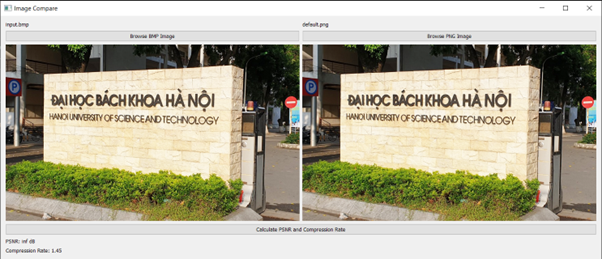 Image Compare
input.bmp
default.png
Browse BMP Image
Browse PNG Image
P
ĐẠI HỌC BÁCH KHOA HÀ NỘI
HANOI UNIVERSITY OF SCIENCE AND TECHNOLOGY
P
ĐẠI HỌC BÁCH KHOA HÀ NỘI
HANOI UNIVERSITY OF SCIENCE AND TECHNOLOGY
Calculate PSNR and Compression Rate
PSNR: inf dB
Compression Rate: 1.45